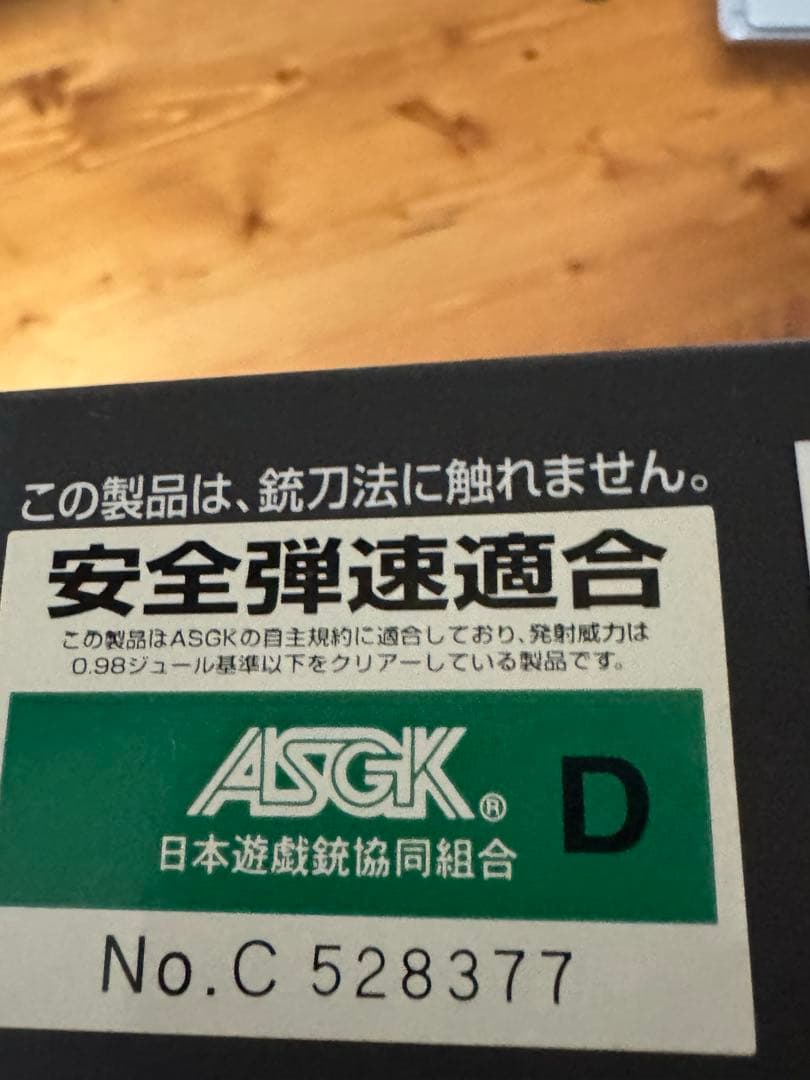 この製品は、銃刀法に触れません。
安全弾速適合
この製品はASGKの自主規約に適合しており、発射威力は
0.98ジュール基準以下をクリアーしている製品です。
ASGK® D
日本遊戯銃協同組合
No.C 528377